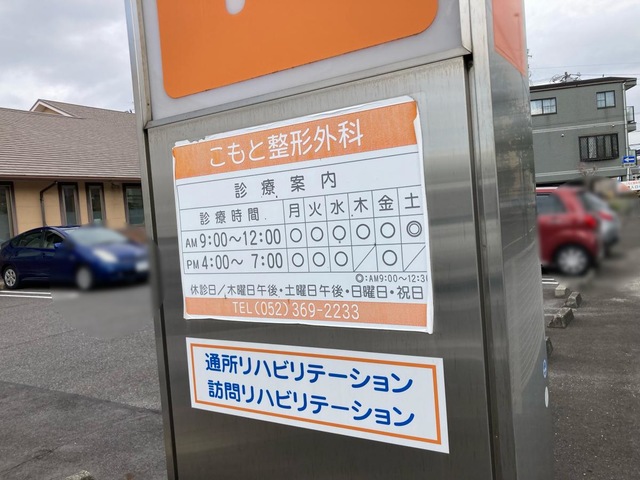 こもと整形外科
診療案内
診療時間 月 火 水 木 金 土
AM 9:00～12:00 ○ ○ ○ ○ ○ ◎
PM 4:00～ 7:00 ○ ○ ○ ／ ○ ／
◎:AM9:00～12:30
休診日／木曜日午後・土曜日午後・日曜日・祝日
TEL(052)369-2233
通所リハビリテーション
訪問リハビリテーション